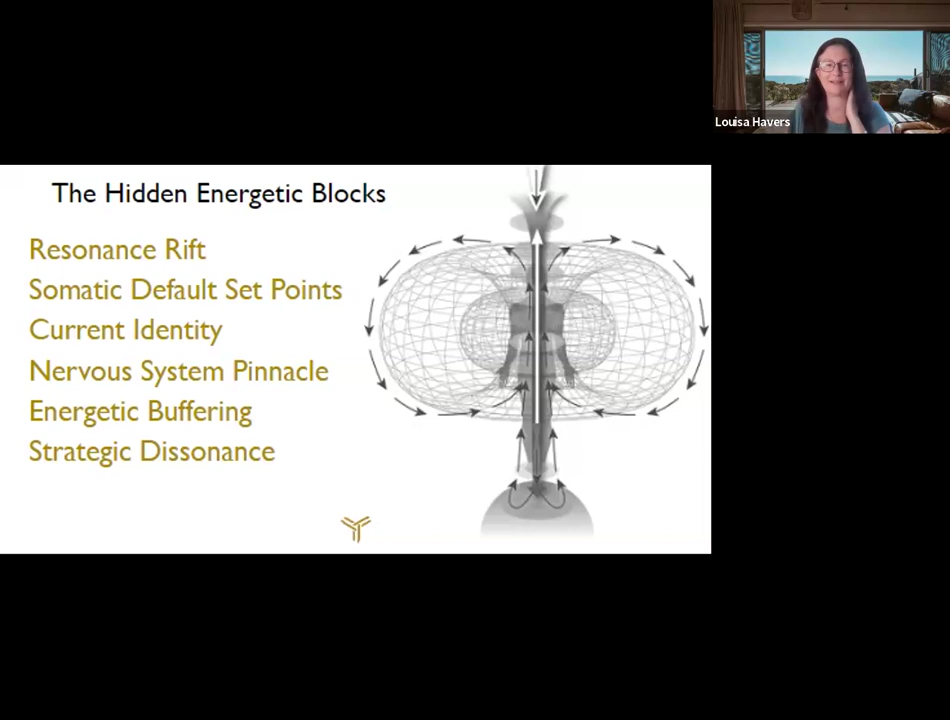 Louisa Havers
The Hidden Energetic Blocks
Resonance Rift
Somatic Default Set Points
Current Identity
Nervous System Pinnacle
Energetic Buffering
Strategic Dissonance